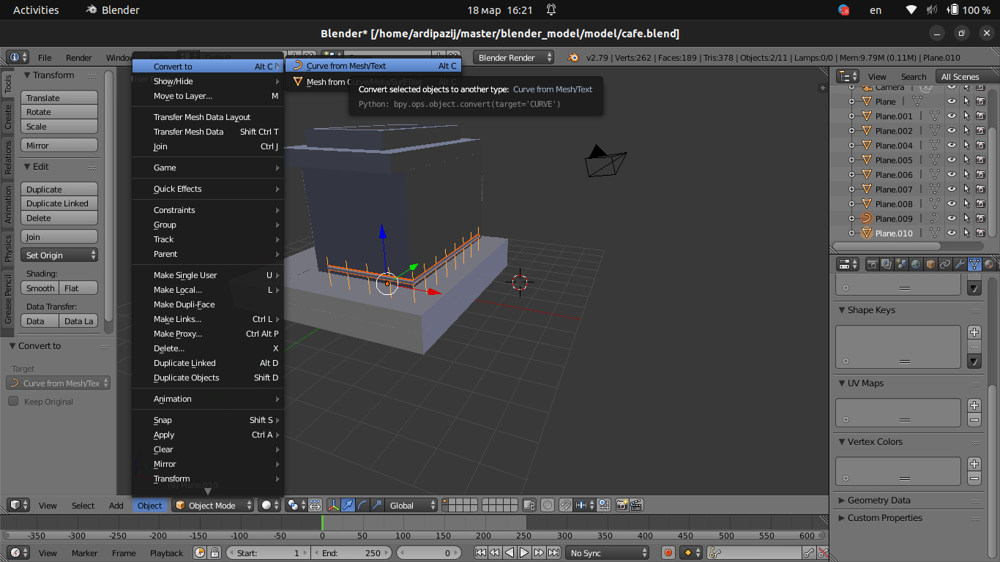 Activities
Blender
18 мар 16:21
en
100 %
Blender* [/home/ardipazij/master/blender_model/model/cafe.blend]
File
Render
Window
Blender Render
v2.79 | Verts:262 | Faces:189 | Tris:378 | Objects:2/11 | Lamps:0/0 | Mem:9.79M (0.11M) | Plane.010
Tools
Create
Relations
Animation
Physics
Grease Pencil
Transform
Translate
Rotate
Scale
Mirror
Edit
Duplicate
Duplicate Linked
Delete
Join
Set Origin
Shading:
Smooth
Flat
Data Transfer:
Data
Data La
Convert to
Target
Curve from Mesh/Tex
Keep Original
Convert to Alt C
Show/Hide
Move to Layer... M
Transfer Mesh Data Layout
Transfer Mesh Data Shift Ctrl T
Join Ctrl J
Game
Quick Effects
Constraints
Group
Track
Parent
Make Single User U
Make Local... L
Make Dupli-Face
Make Links... Ctrl L
Make Proxy... Ctrl Alt P
Delete... X
Duplicate Linked Alt D
Duplicate Objects Shift D
Animation
Snap Shift S
Apply Ctrl A
Clear
Mirror
Transform
(0) Plane.010
Curve from Mesh/Text Alt C
Mesh from Curve/Meta/Surf/Text
Convert selected objects to another type: Curve from Mesh/Text
Python: bpy.ops.object.convert(target='CURVE')
View
Search
All Scenes
Camera
Plane
Plane.001
Plane.002
Plane.004
Plane.005
Plane.006
Plane.007
Plane.008
Plane.009
Plane.010
Shape Keys
UV Maps
Vertex Colors
Geometry Data
Custom Properties
View
Select
Add
Object
Object Mode
Global
-350 -300 -250 -200 -150 -100 -50 0 50 100 150 200 250 300 350 400 450 500 550 600
View
Marker
Frame
Playback
Start: 1
End: 250
0
No Sync